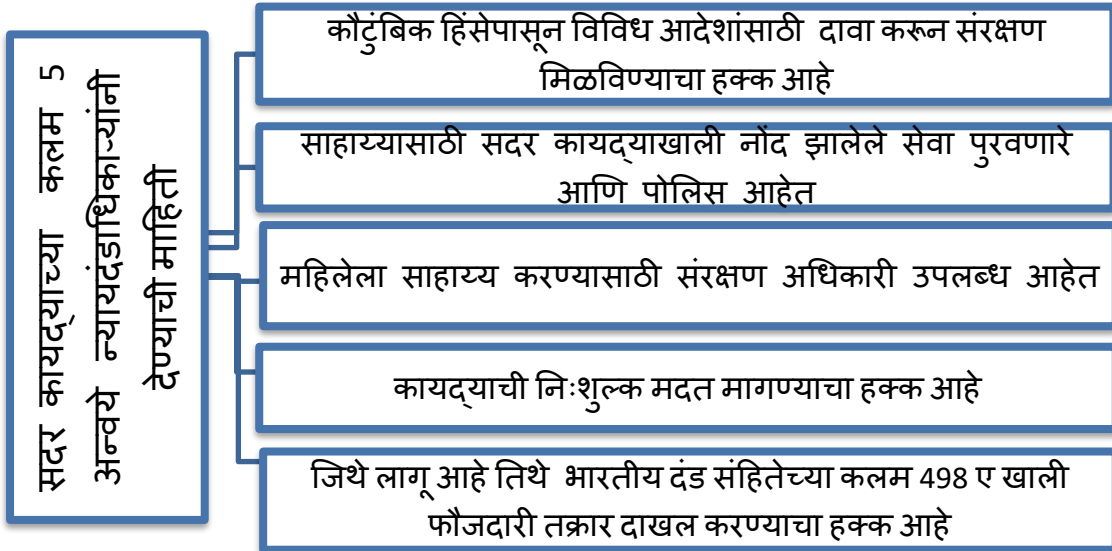 सदर कायद्याच्या कलम 5
अन्वये न्यायदंडाधिकाऱ्यांनी
देण्याची माहिती
कौटुंबिक हिंसेपासून विविध आदेशांसाठी दावा करून संरक्षण
मिळविण्याचा हक्क आहे
साहाय्यासाठी सदर कायद्याखाली नोंद झालेले सेवा पुरवणारे
आणि पोलिस आहेत
महिलेला साहाय्य करण्यासाठी संरक्षण अधिकारी उपलब्ध आहेत
कायद्याची निःशुल्क मदत मागण्याचा हक्क आहे
जिथे लागू आहे तिथे भारतीय दंड संहितेच्या कलम 498 ए खाली
फौजदारी तक्रार दाखल करण्याचा हक्क आहे